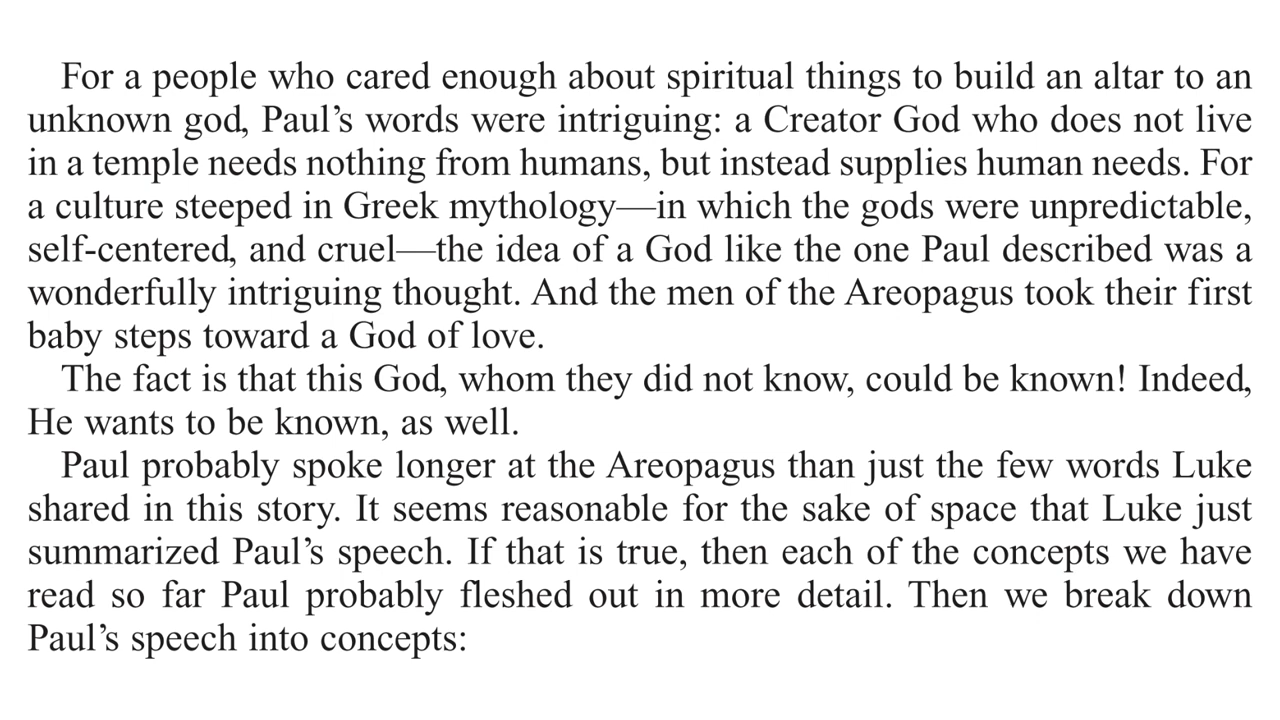 For a people who cared enough about spiritual things to build an altar to an
unknown god, Paul’s words were intriguing: a Creator God who does not live
in a temple needs nothing from humans, but instead supplies human needs. For
a culture steeped in Greek mythology—in which the gods were unpredictable,
self-centered, and cruel—the idea of a God like the one Paul described was a
wonderfully intriguing thought. And the men of the Areopagus took their first
baby steps toward a God of love.
The fact is that this God, whom they did not know, could be known! Indeed,
He wants to be known, as well.
Paul probably spoke longer at the Areopagus than just the few words Luke
shared in this story. It seems reasonable for the sake of space that Luke just
summarized Paul’s speech. If that is true, then each of the concepts we have
read so far Paul probably fleshed out in more detail. Then we break down
Paul’s speech into concepts: